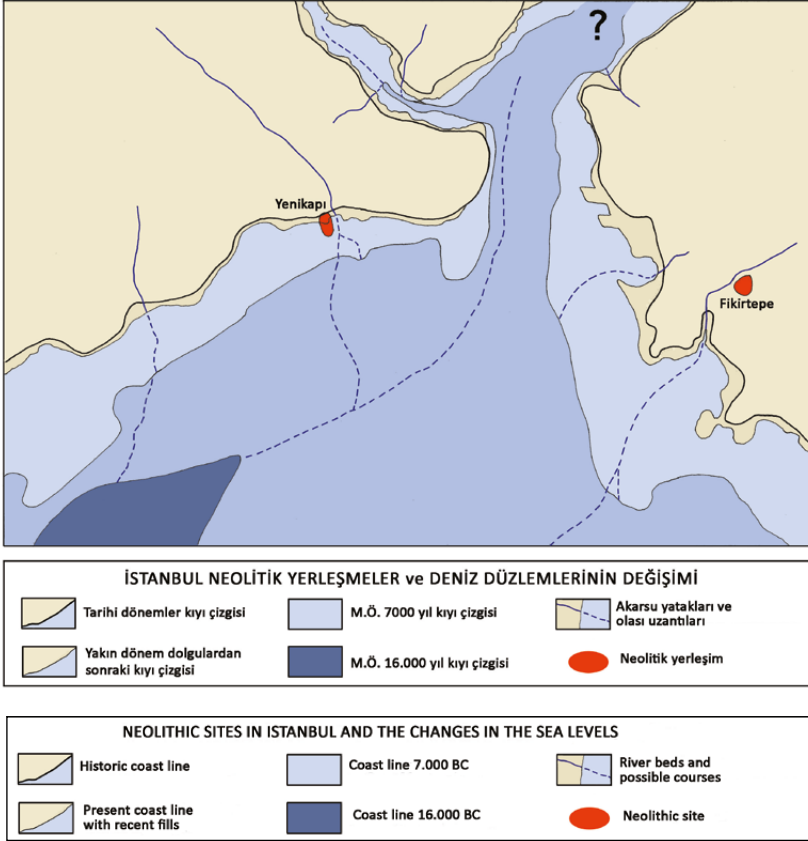 ?
Yenikapı
Fikirtepe
İSTANBUL NEOLİTİK YERLEŞMELER ve DENİZ DÜZLEMLERİNİN DEĞİŞİMİ
Tarihi dönemler kıyı çizgisi
M.Ö. 7000 yıl kıyı çizgisi
Akarsu yatakları ve
olası uzantıları
Yakın dönem dolgulardan
sonraki kıyı çizgisi
M.Ö. 16.000 yıl kıyı çizgisi
Neolitik yerleşim
NEOLITHIC SITES IN ISTANBUL AND THE CHANGES IN THE SEA LEVELS
Historic coast line
Coast line 7.000 BC
River beds and
possible courses
Present coast line
with recent fills
Coast line 16.000 BC
Neolithic site